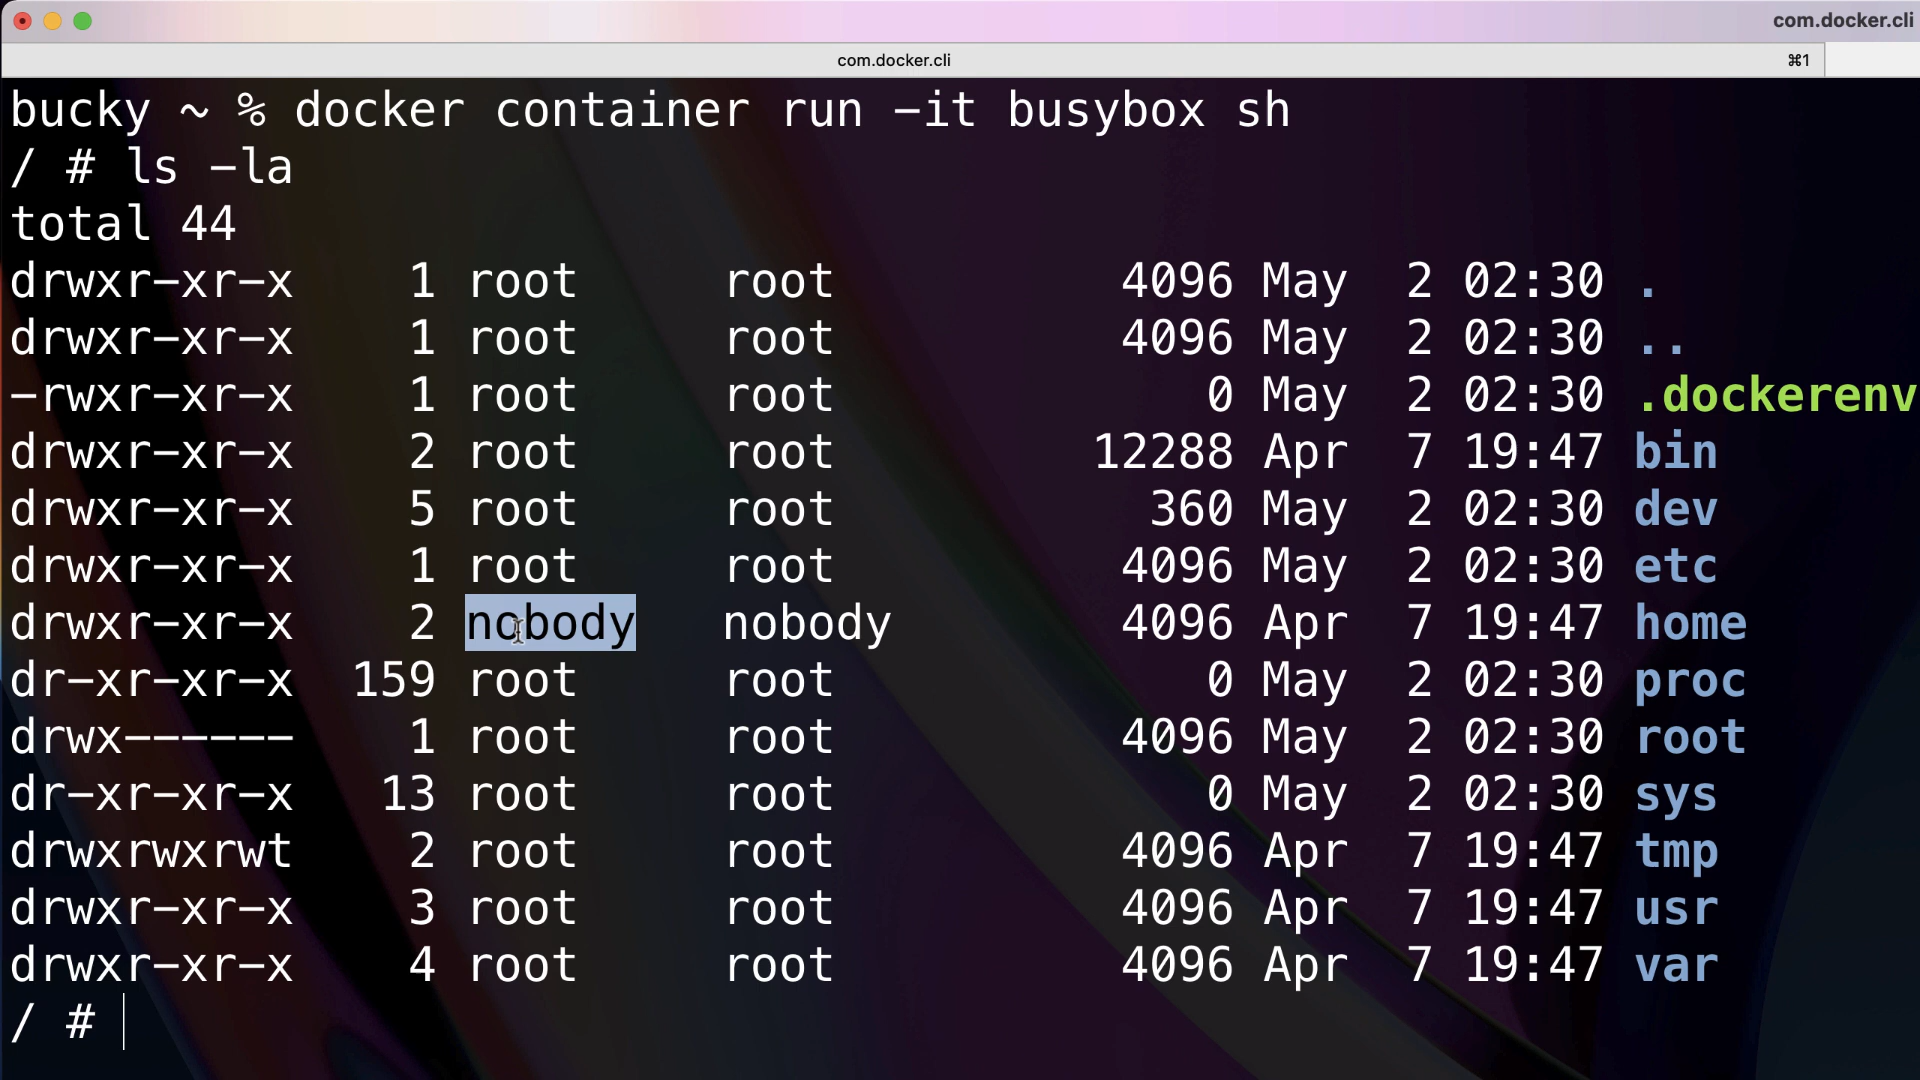 com.docker.cli
com.docker.cli ⌘1
bucky ~ % docker container run -it busybox sh
/ # ls -la
total 44
drwxr-xr-x    1 root     root          4096 May  2 02:30 .
drwxr-xr-x    1 root     root          4096 May  2 02:30 ..
-rwxr-xr-x    1 root     root             0 May  2 02:30 .dockerenv
drwxr-xr-x    2 root     root         12288 Apr  7 19:47 bin
drwxr-xr-x    5 root     root           360 May  2 02:30 dev
drwxr-xr-x    1 root     root          4096 May  2 02:30 etc
drwxr-xr-x    2 nobody   nobody        4096 Apr  7 19:47 home
dr-xr-xr-x  159 root     root             0 May  2 02:30 proc
drwx------    1 root     root          4096 May  2 02:30 root
dr-xr-xr-x   13 root     root             0 May  2 02:30 sys
drwxrwxrwt    2 root     root          4096 Apr  7 19:47 tmp
drwxr-xr-x    3 root     root          4096 Apr  7 19:47 usr
drwxr-xr-x    4 root     root          4096 Apr  7 19:47 var
/ #